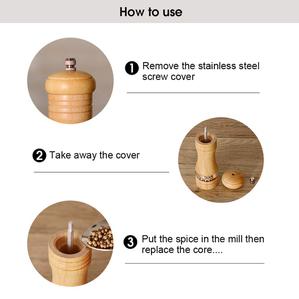 How to use
1 Remove the stainless steel
screw cover
2 Take away the cover
3 Put the spice in the mill then
replace the core....